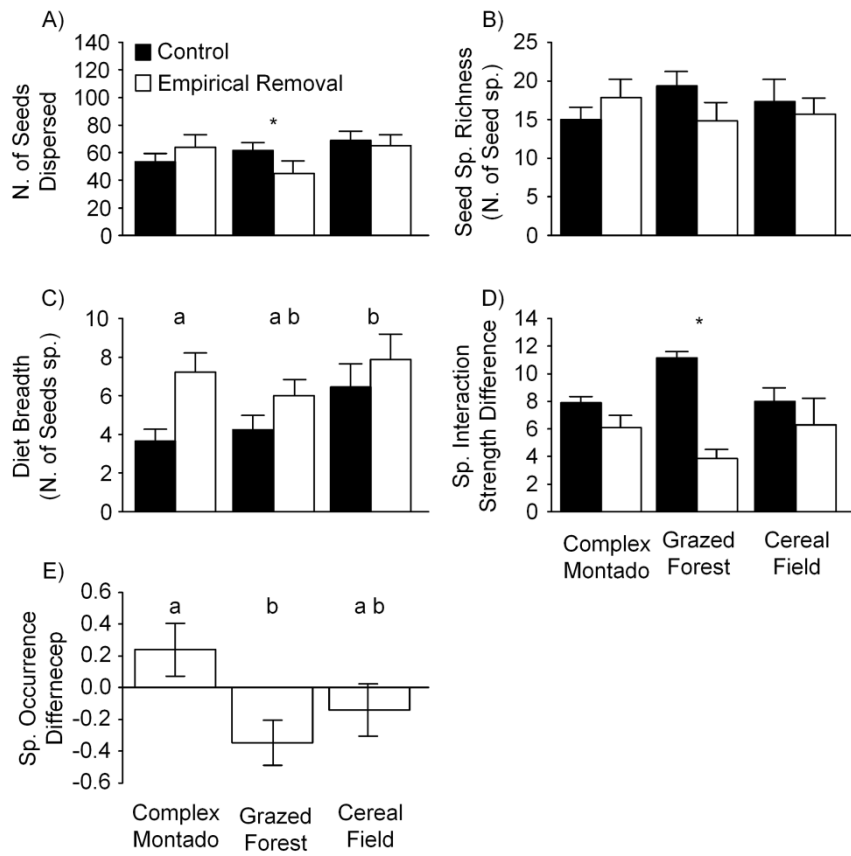 A)
140
120
100
80
60
40
20
0
N. of Seeds
Dispersed
Control
Empirical Removal
*
B)
25
20
15
10
5
0
Seed Sp. Richness
(N. of Seed sp.)
C)
10
8
6
4
2
0
Diet Breadth
(N. of Seeds sp.)
a
a b
b
D)
14
12
10
8
6
4
2
0
Sp. Interaction
Strength Difference
*
Complex
Montado
Grazed
Forest
Cereal
Field
E)
0.6
0.4
0.2
0.0
-0.2
-0.4
-0.6
Sp. Occurrence
Differnecep
a
b
a b
Complex
Montado
Grazed
Forest
Cereal
Field